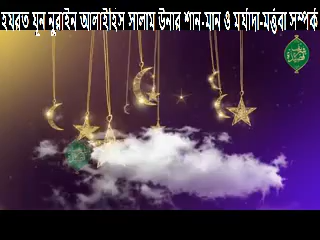 হযরত যুন নুরাইন আলাইহিস সালাম উনার শান-মান ও মর্যাদা-মর্তবা সম্পর্ক